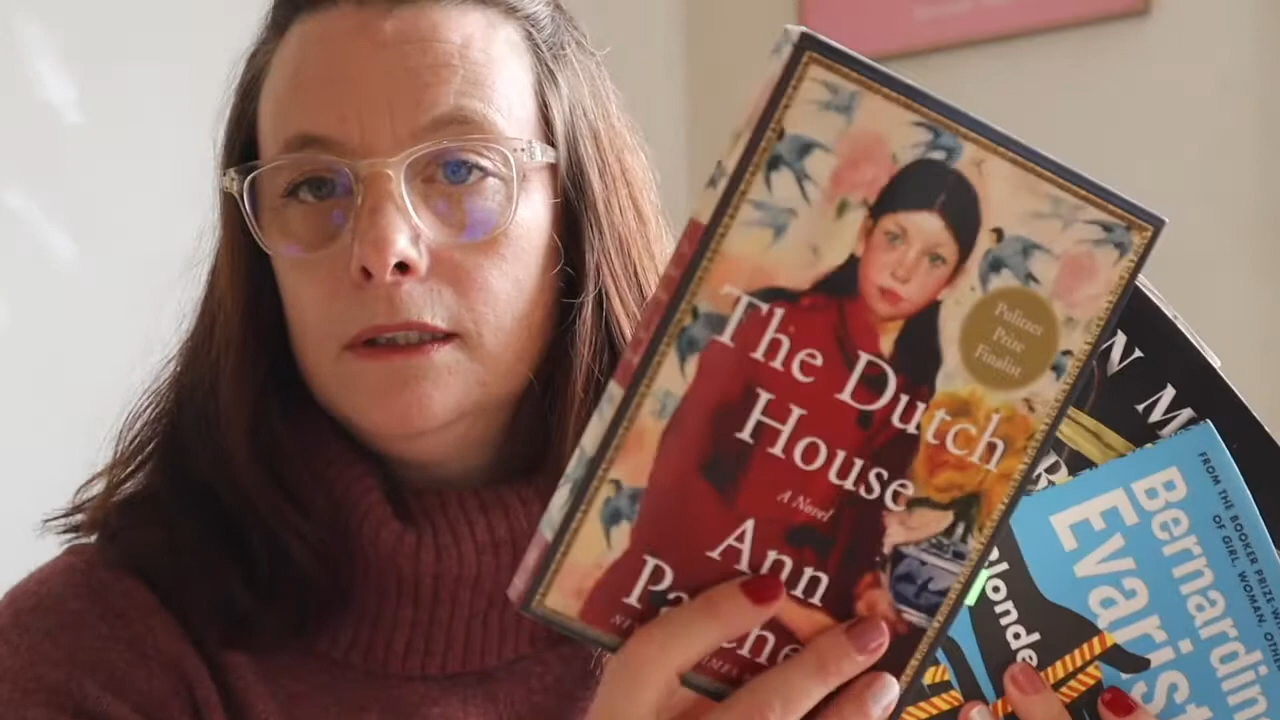 The Dutch
House
A Novel
Ann
Pulitzer
Prize
Finalist
N M
FROM THE BOOKER PRIZE-WI
OF GIRL, WOMAN, OTHE
Bernardin
Evarist
Blonde